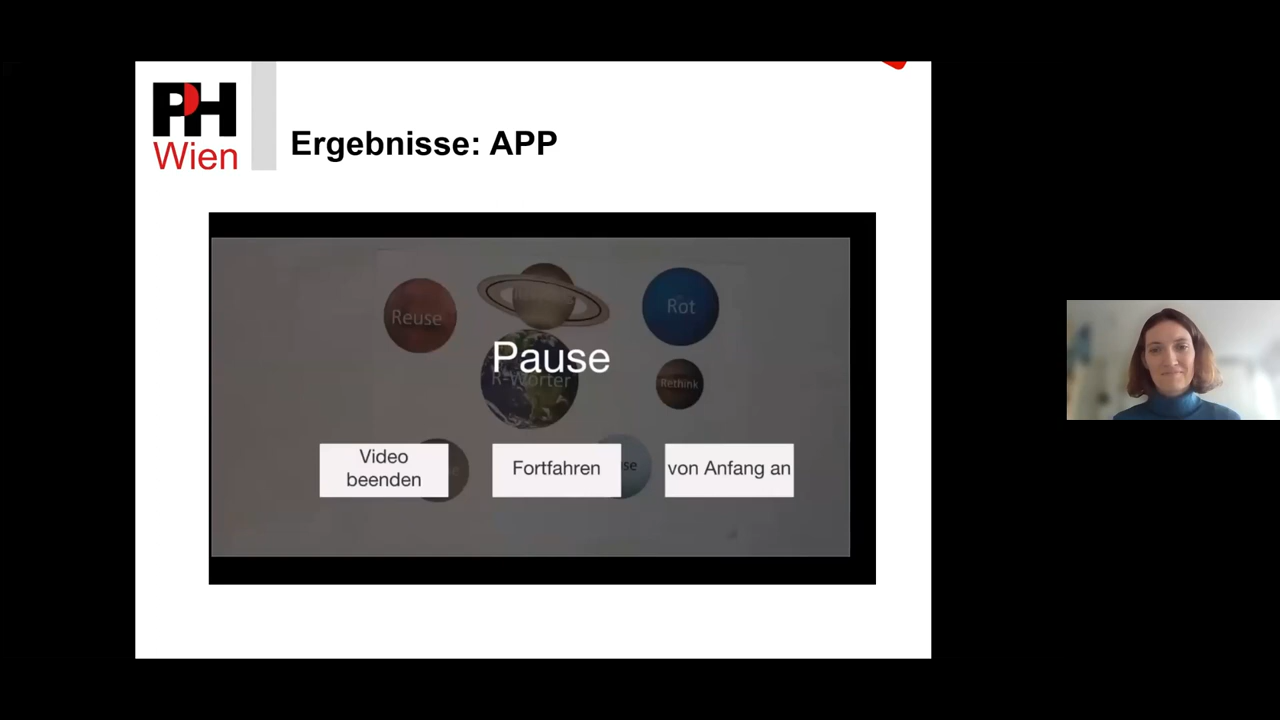 PH
Wien
Ergebnisse: APP
Reuse
Rot
Pause
R-Wörter
Rethink
Video
beenden
Fortfahren
von Anfang an